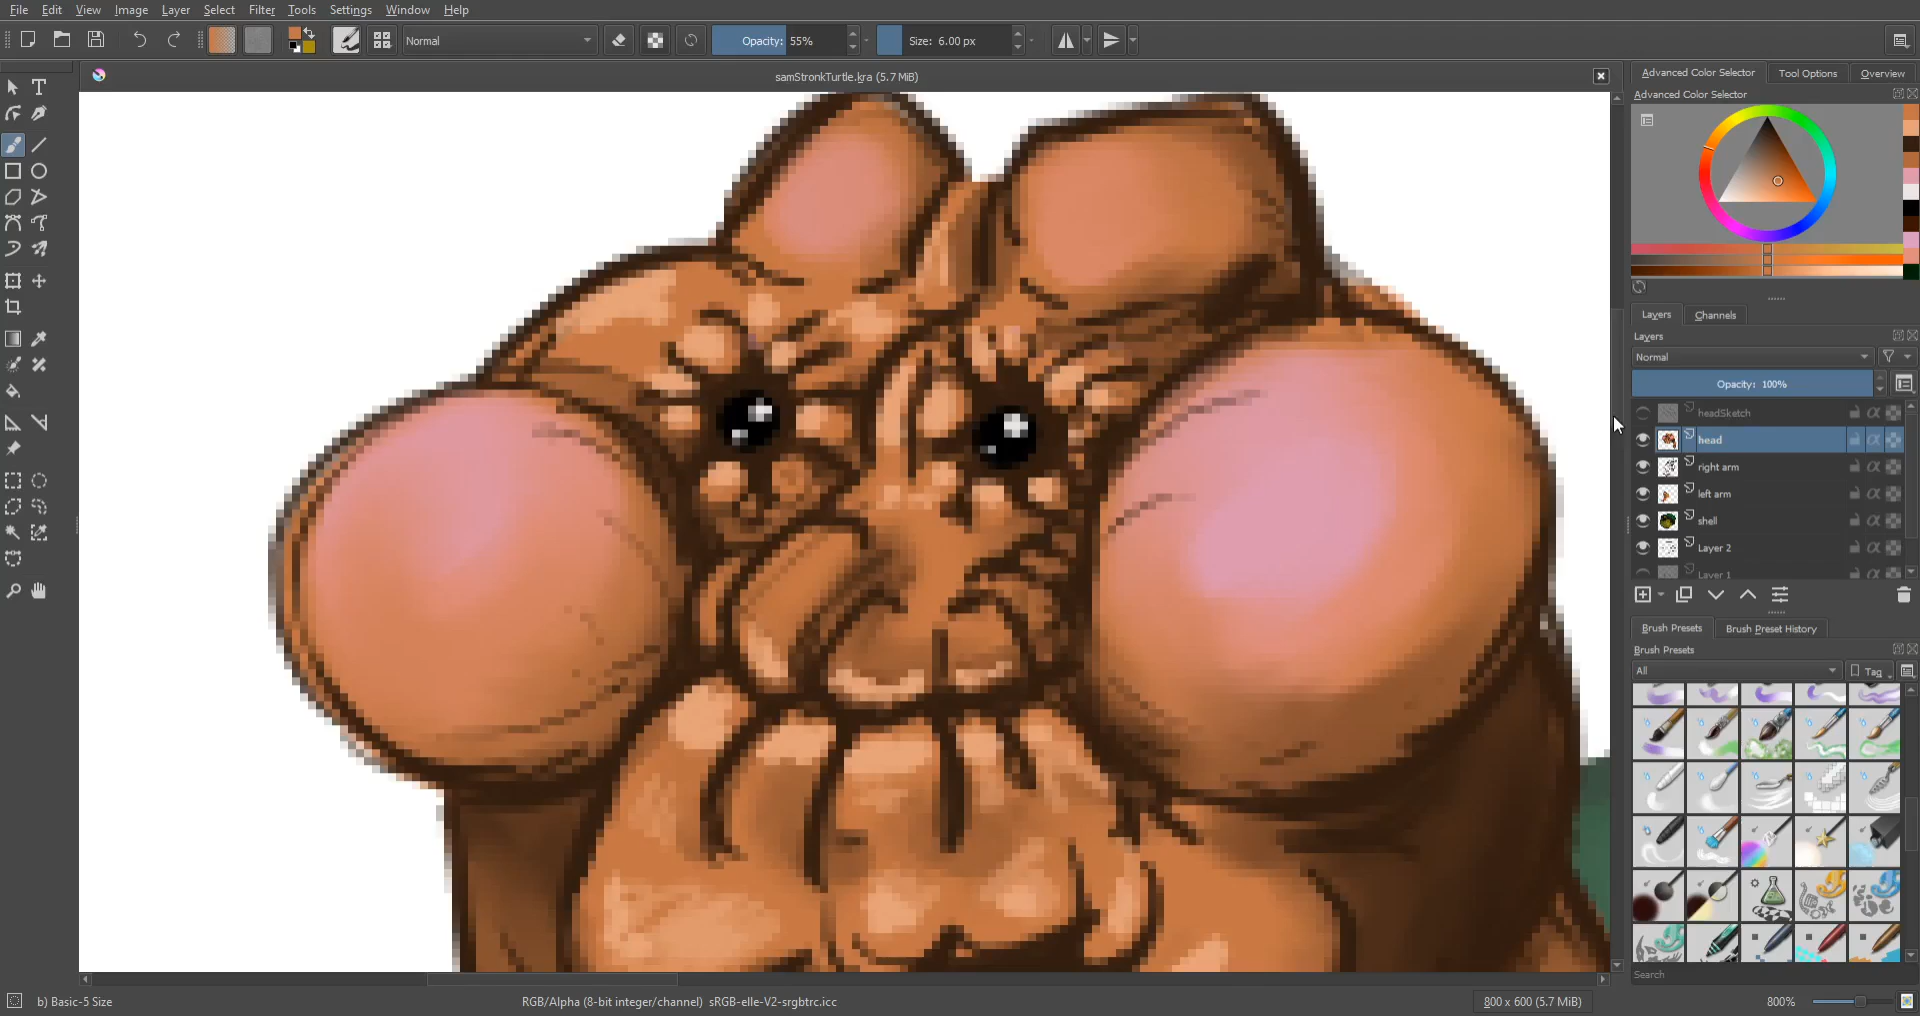 File Edit View Image Layer Select Filter Tools Settings Window Help
Normal Opacity: 55% Size: 6.00 px
samStronkTurtle.kra (5.7 MiB)
Advanced Color Selector Tool Options Overview
Advanced Color Selector
Layers Channels
Layers
Normal
Opacity: 100%
headSketch
head
right arm
left arm
shell
Layer 2
Layer 1
Brush Presets Brush Preset History
Brush Presets
All Tag
Search
b) Basic-5 Size RGB/Alpha (8-bit integer/channel) sRGB-elle-V2-srgbtrc.icc 800 x 600 (5.7 MiB) 800%